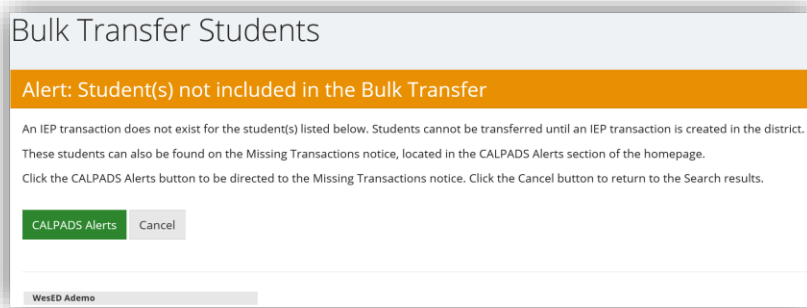 Bulk Transfer Students
Alert: Student(s) not included in the Bulk Transfer
An IEP transaction does not exist for the student(s) listed below. Students cannot be transferred until an IEP transaction is created in the district.
These students can also be found on the Missing Transactions notice, located in the CALPADS Alerts section of the homepage.
Click the CALPADS Alerts button to be directed to the Missing Transactions notice. Click the Cancel button to return to the Search results.
CALPADS Alerts Cancel
WesED Ademo